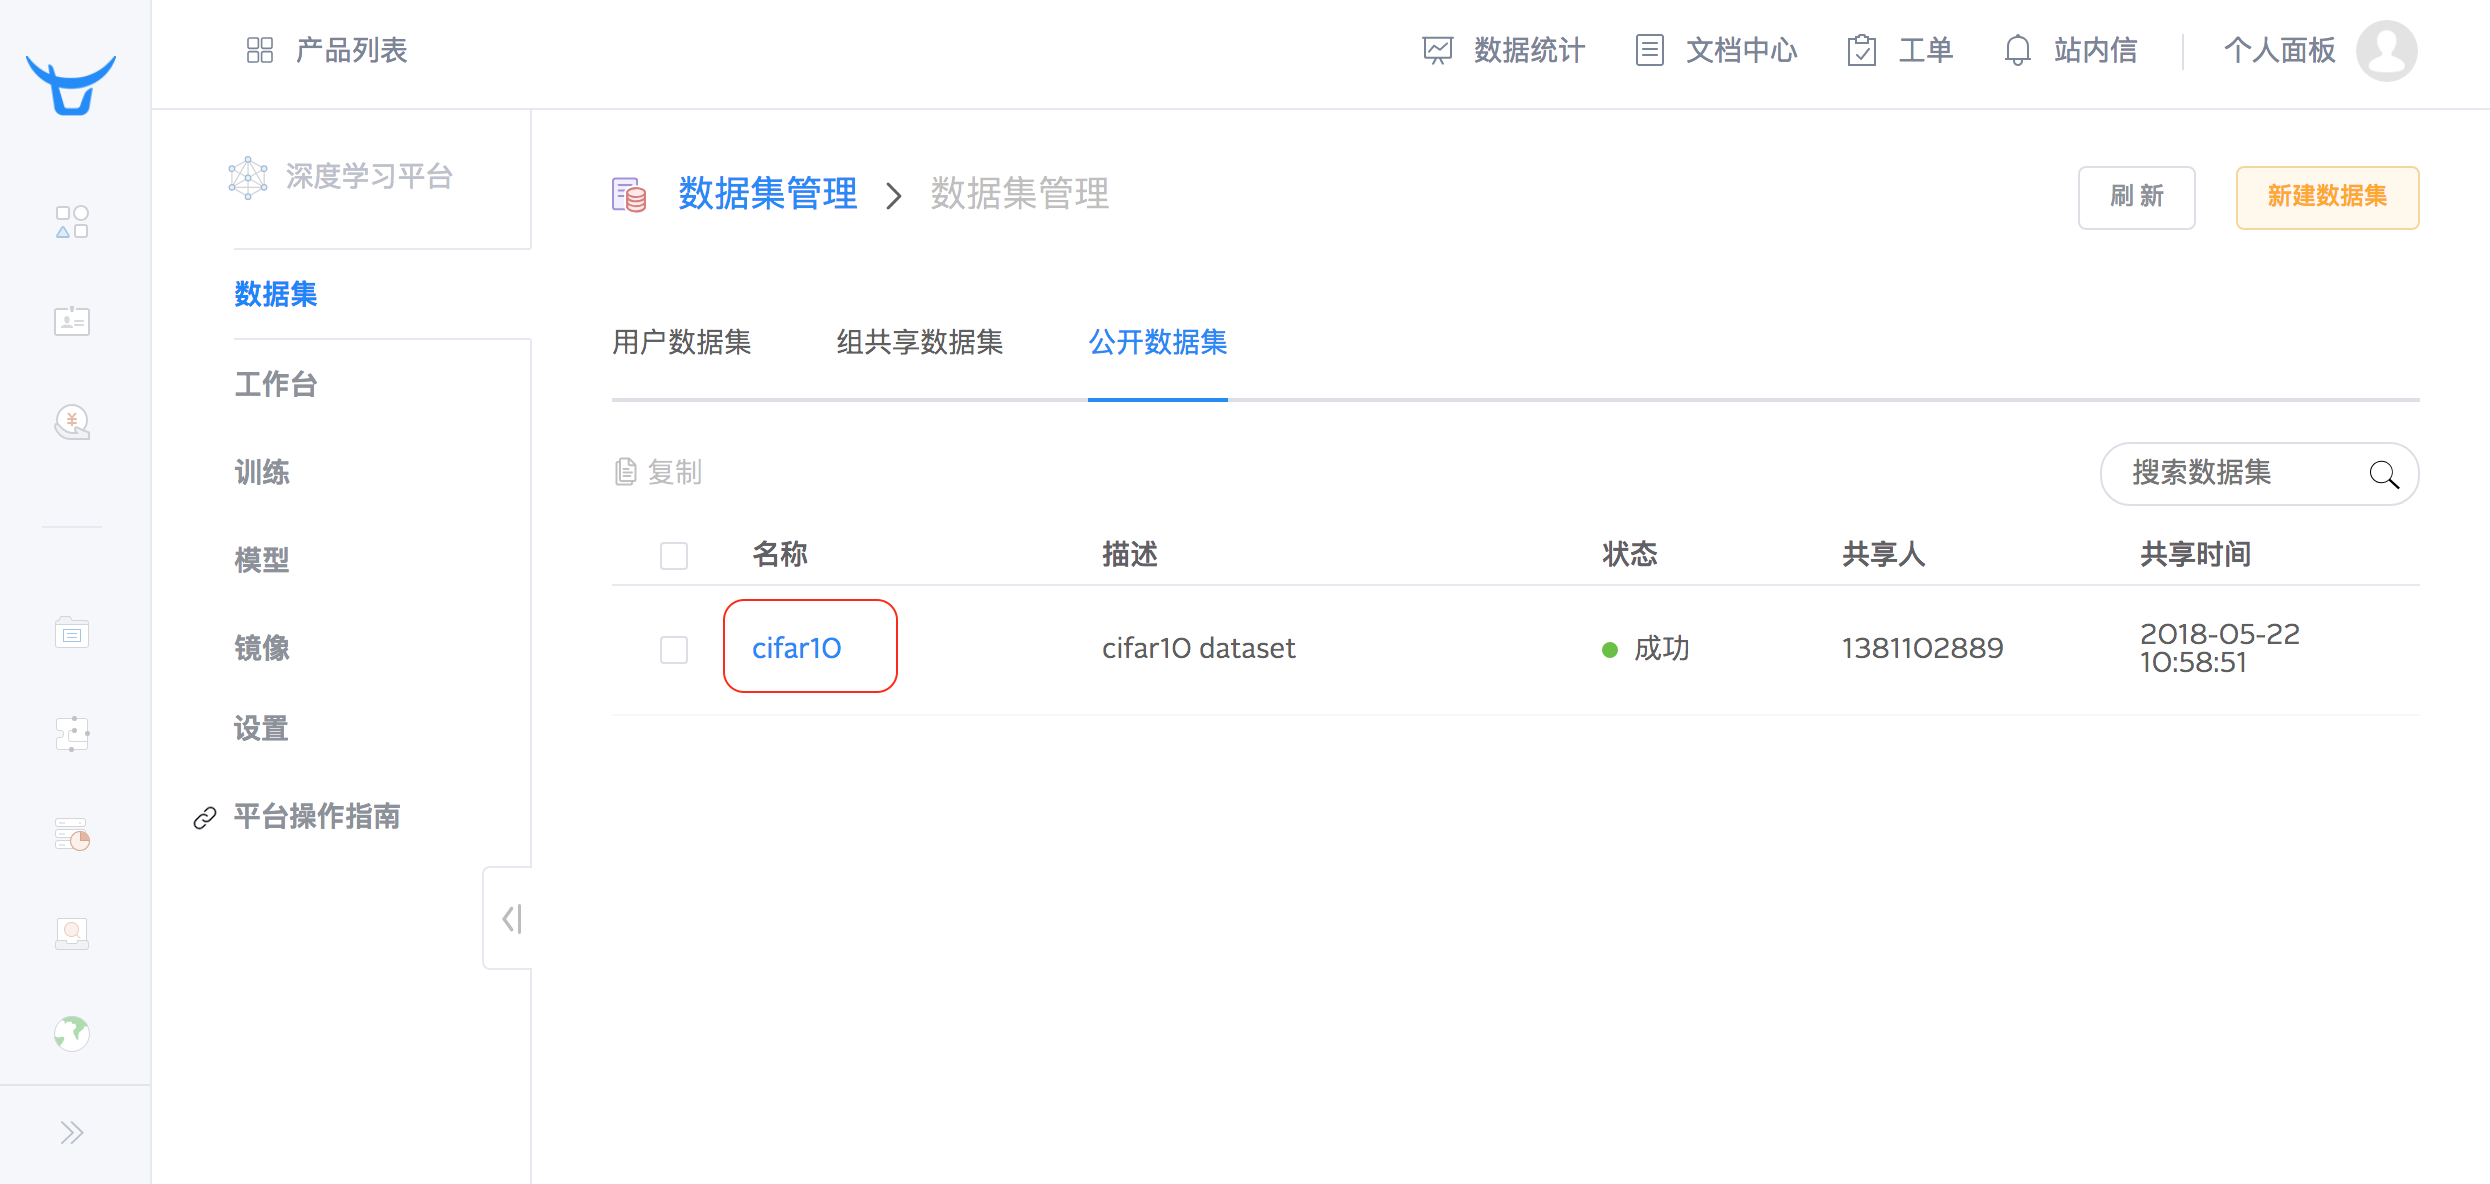 产品列表
数据统计
文档中心
工单
站内信
个人面板
深度学习平台
数据集
工作台
训练
模型
镜像
设置
平台操作指南
数据集管理 > 数据集管理
刷 新
新建数据集
用户数据集 组共享数据集 公开数据集
复制
搜索数据集
名称 描述 状态 共享人 共享时间
cifar10 cifar10 dataset 成功 1381102889 2018-05-22
10:58:51